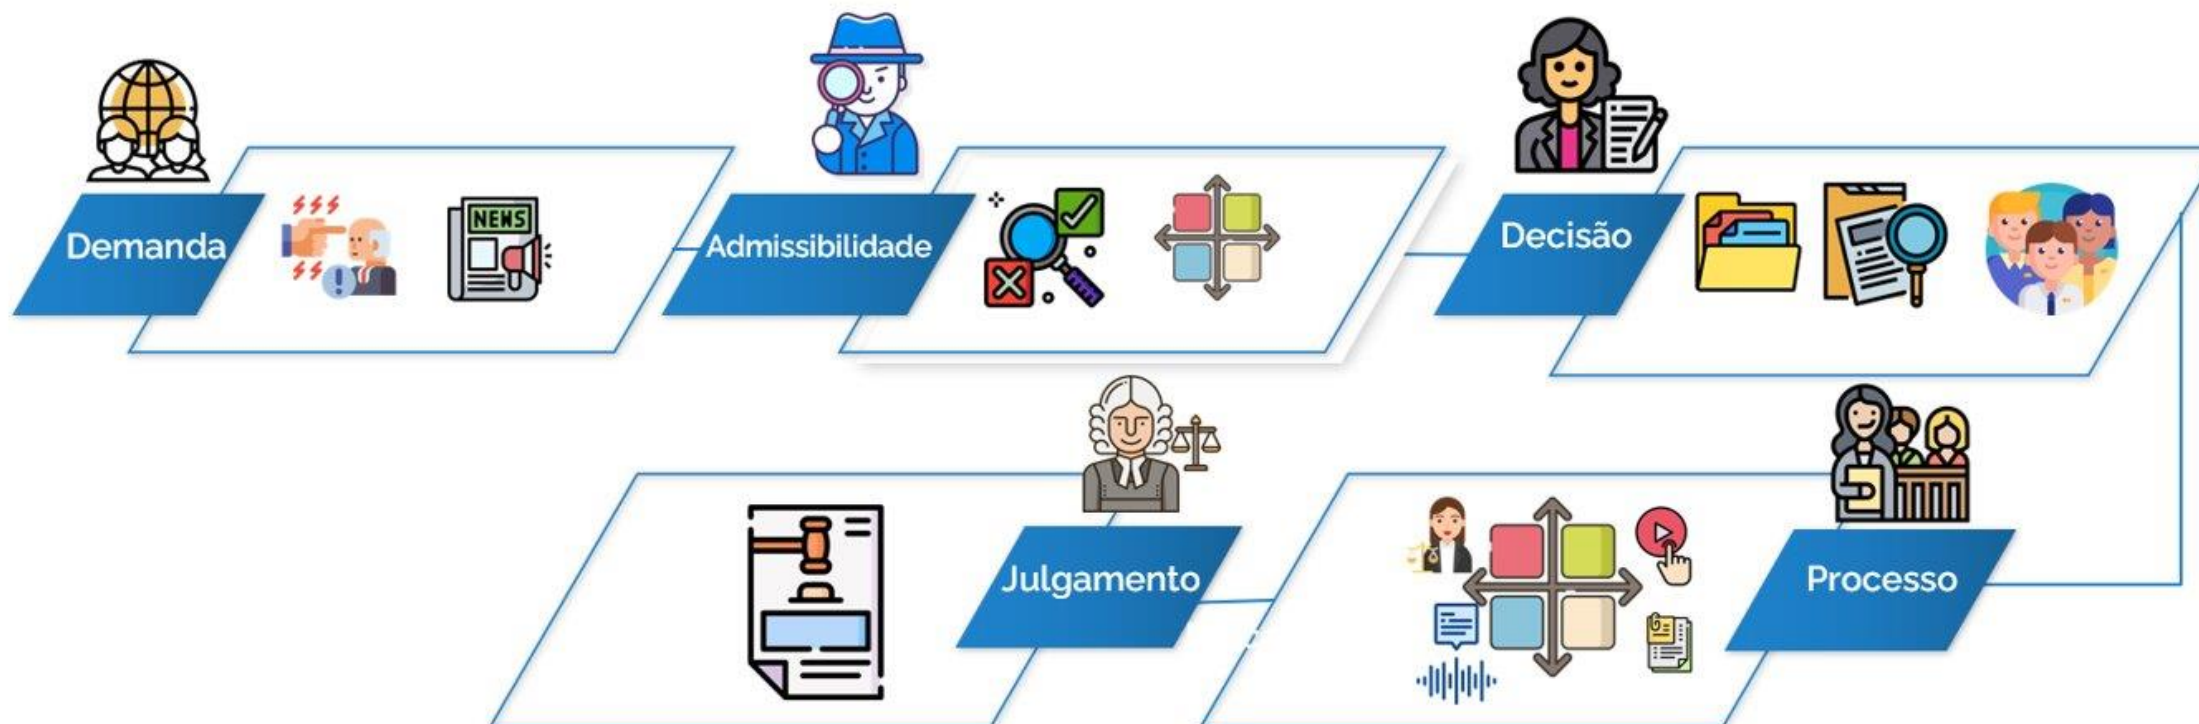 Demanda
NEWS
Admissibilidade
Decisão
Julgamento
Processo